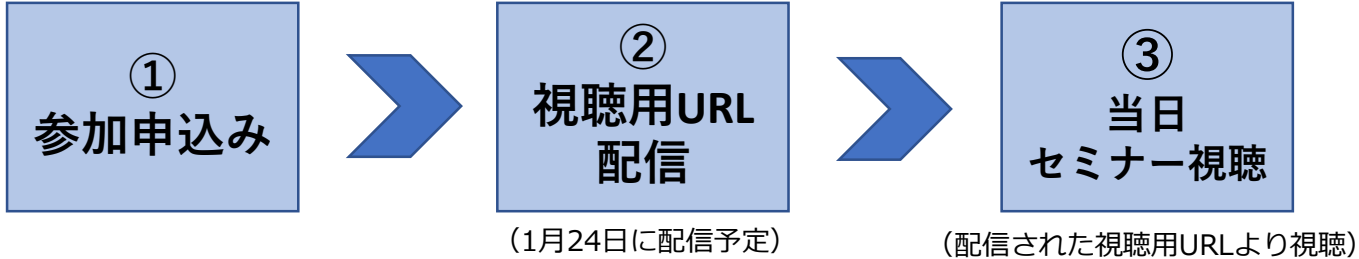 ①
参加申込み
②
視聴用URL
配信
（1月24日に配信予定）
③
当日
セミナー視聴
（配信された視聴用URLより視聴）